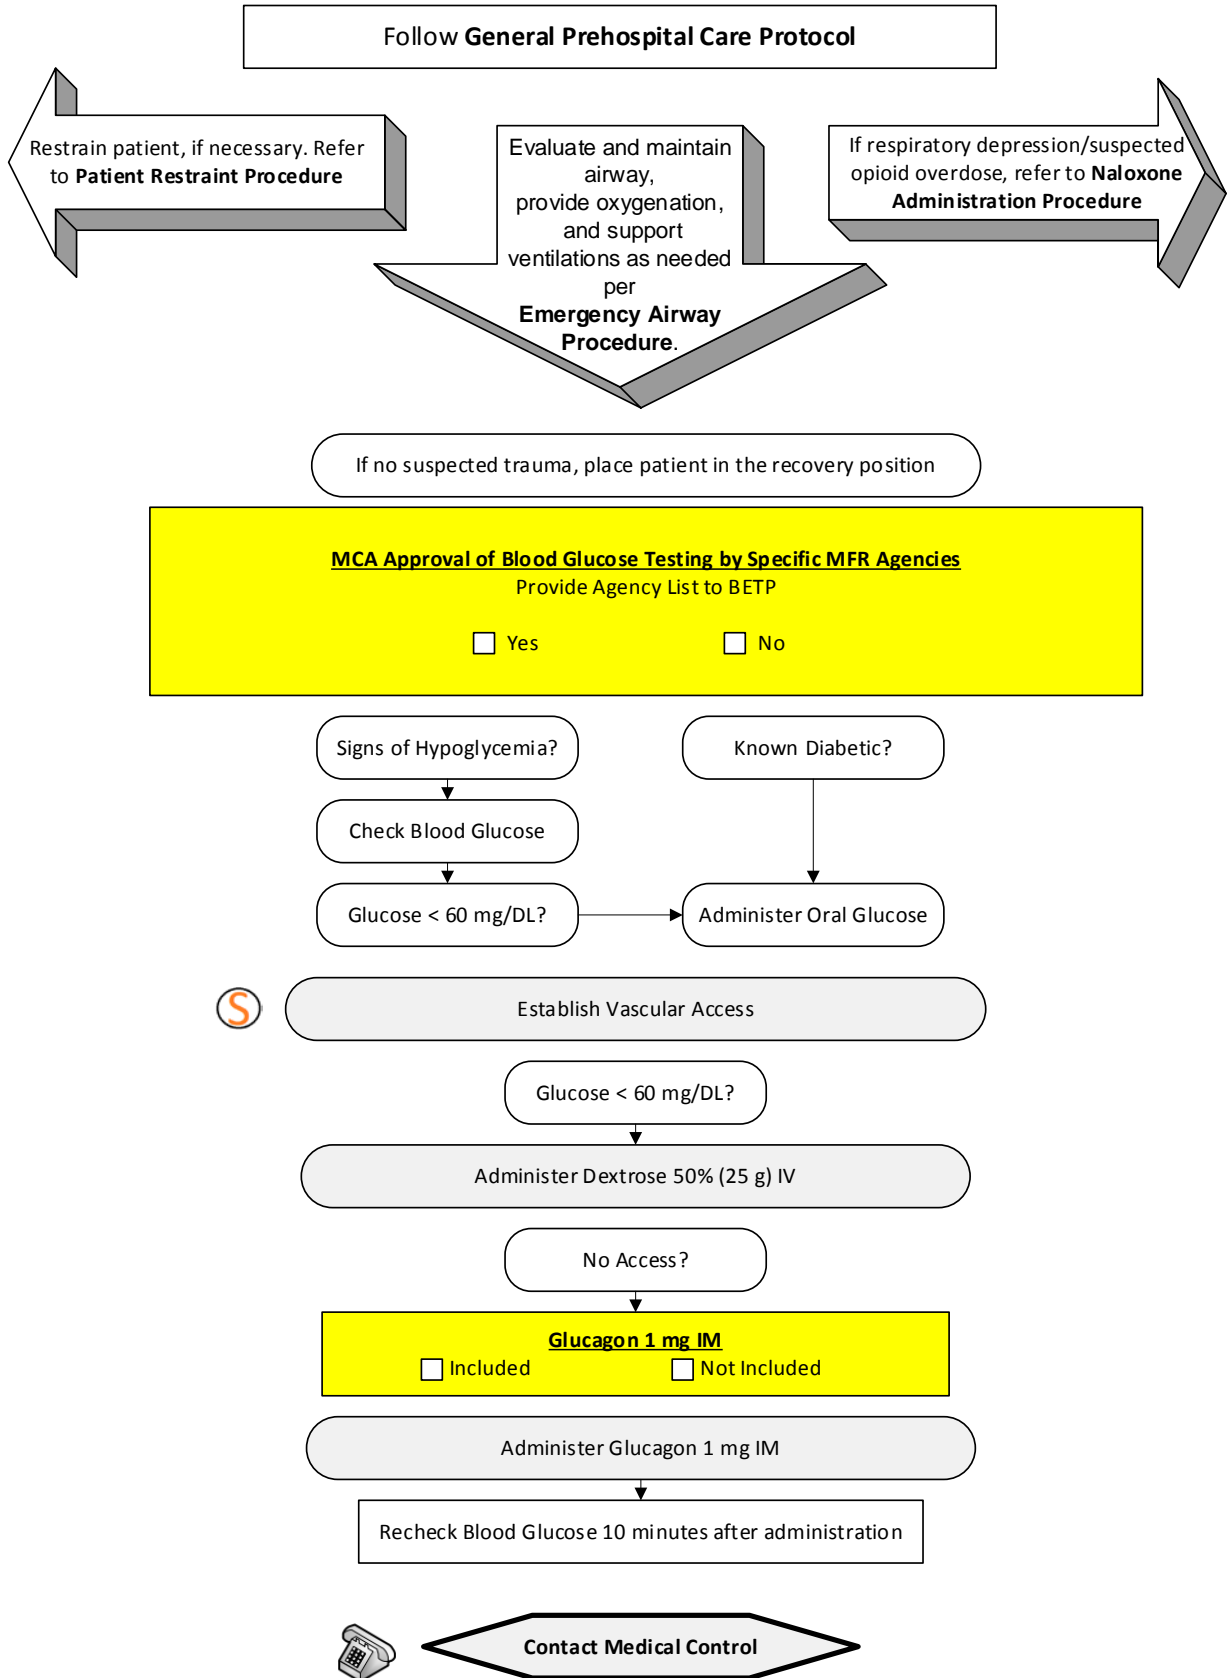 Follow General Prehospital Care Protocol
Restrain patient, if necessary. Refer
to Patient Restraint Procedure
Evaluate and maintain
airway,
provide oxygenation,
and support
ventilations as needed
per
Emergency Airway
Procedure.
If respiratory depression/suspected
opioid overdose, refer to Naloxone
Administration Procedure
If no suspected trauma, place patient in the recovery position
MCA Approval of Blood Glucose Testing by Specific MFR Agencies
Provide Agency List to BETP
Yes No
Signs of Hypoglycemia?
Known Diabetic?
Check Blood Glucose
Glucose < 60 mg/DL?
Administer Oral Glucose
S
Establish Vascular Access
Glucose < 60 mg/DL?
Administer Dextrose 50% (25 g) IV
No Access?
Glucagon 1 mg IM
Included Not Included
Administer Glucagon 1 mg IM
Recheck Blood Glucose 10 minutes after administration
Contact Medical Control